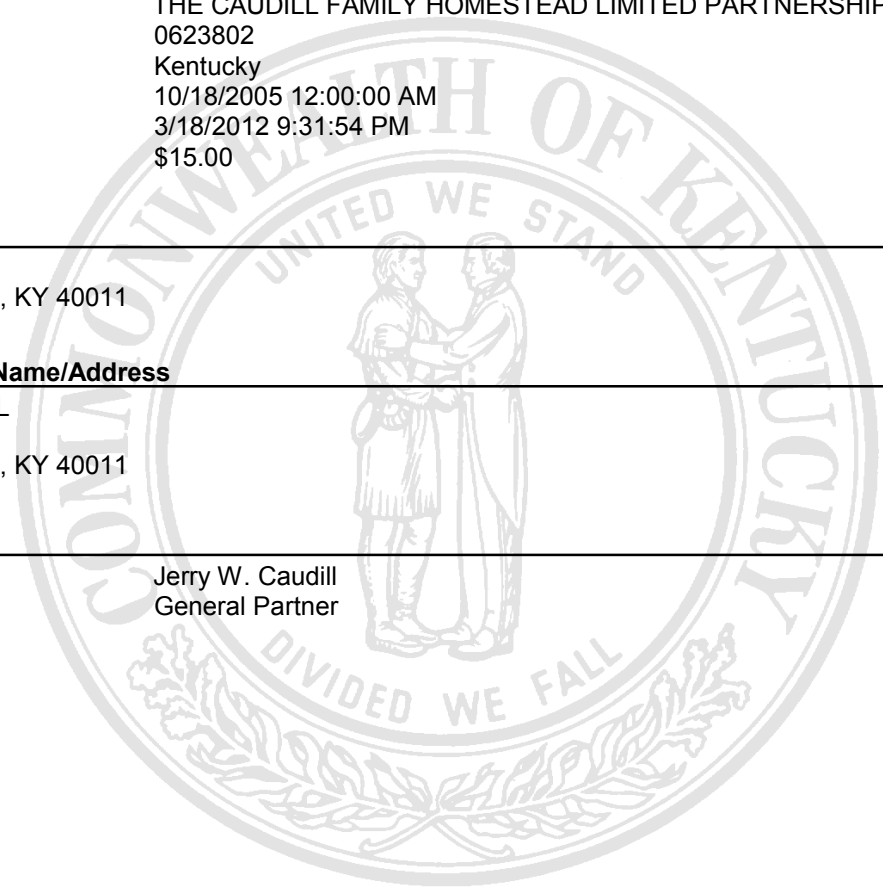 THE CAUDILL FAMILY HOMESTEAD LIMITED PARTNERSHIP
0623802
Kentucky
10/18/2005 12:00:00 AM
3/18/2012 9:31:54 PM
$15.00
, KY 40011
Name/Address
, KY 40011
Jerry W. Caudill
General Partner
COMMONWEALTH OF KENTUCKY
UNITED WE STAND
DIVIDED WE FALL